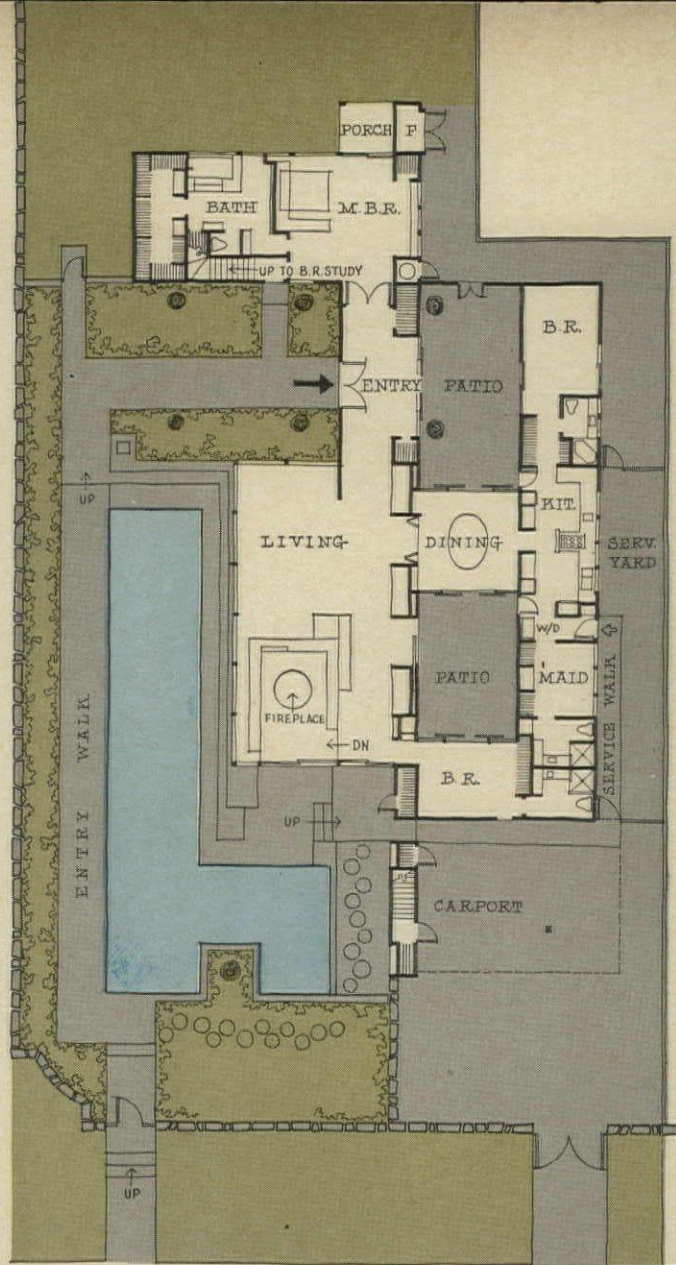 PORCH
F
BATH
M.B.R.
UP TO B.R. STUDY
B.R.
ENTRY
PATIO
UP
KIT.
LIVING
DINING
SERV.
YARD
W/D
PATIO
MAID
FIREPLACE
DN
SERVICE WALK
ENTRY WALK
B.R.
UP
CARPORT
UP